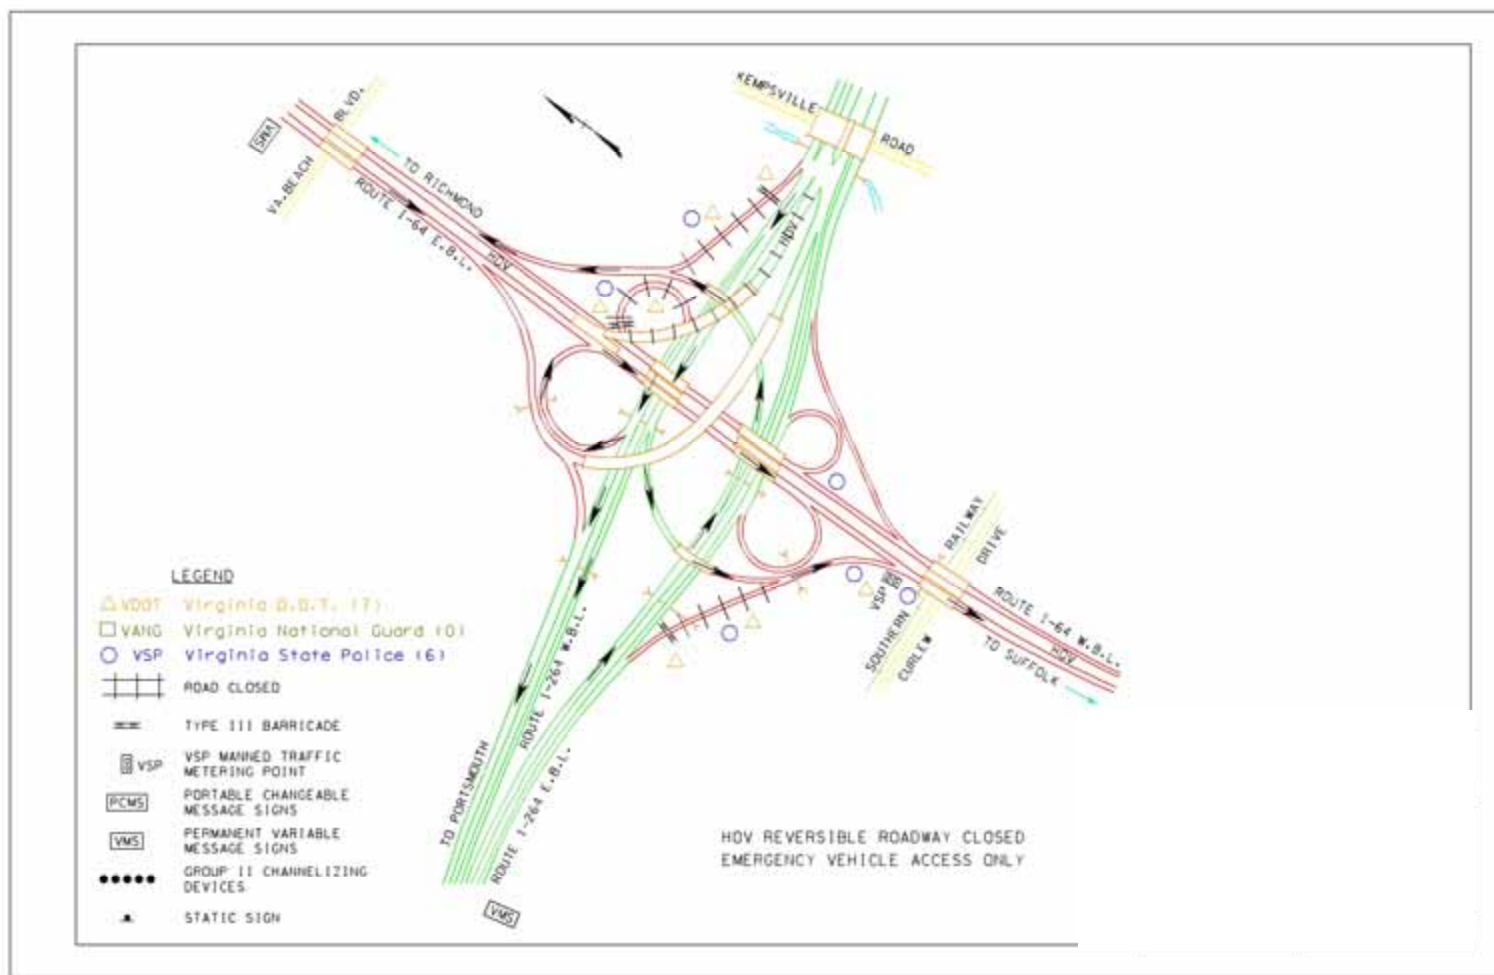 KEMPSVILLE
ROAD
VMS
BLVD.
VA.BEACH
TO RICHMOND
ROUTE I-64 E.B.L.
HOV
HOV
RAILWAY
DRIVE
VSP
SOUTHERN
CURLEW
ROUTE I-64 W.B.L.
HOV
TO SUFFOLK
LEGEND
VDOT Virginia D.O.T. (7)
VANG Virginia National Guard (0)
VSP Virginia State Police (6)
ROAD CLOSED
TYPE III BARRICADE
VSP VSP MANNED TRAFFIC
METERING POINT
PCMS PORTABLE CHANGEABLE
MESSAGE SIGNS
VMS PERMANENT VARIABLE
MESSAGE SIGNS
GROUP II CHANNELIZING
DEVICES
STATIC SIGN
TO PORTSMOUTH
ROUTE I-264 W.B.L.
ROUTE I-264 E.B.L.
VMS
HOV REVERSIBLE ROADWAY CLOSED
EMERGENCY VEHICLE ACCESS ONLY